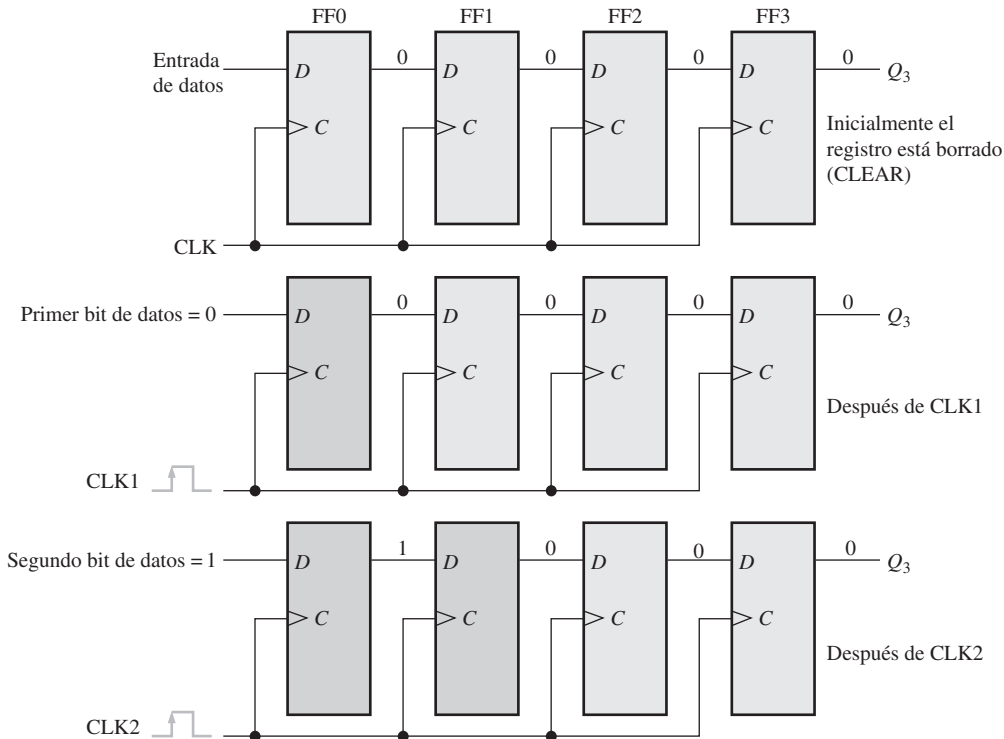 FF0 FF1 FF2 FF3
Entrada
de datos
D 0 D 0 D 0 D 0 Q3
C C C C
Inicialmente el
registro está borrado
(CLEAR)
CLK
Primer bit de datos = 0 D 0 D 0 D 0 D 0 Q3
C C C C
Después de CLK1
CLK1
Segundo bit de datos = 1 D 1 D 0 D 0 D 0 Q3
C C C C
Después de CLK2
CLK2